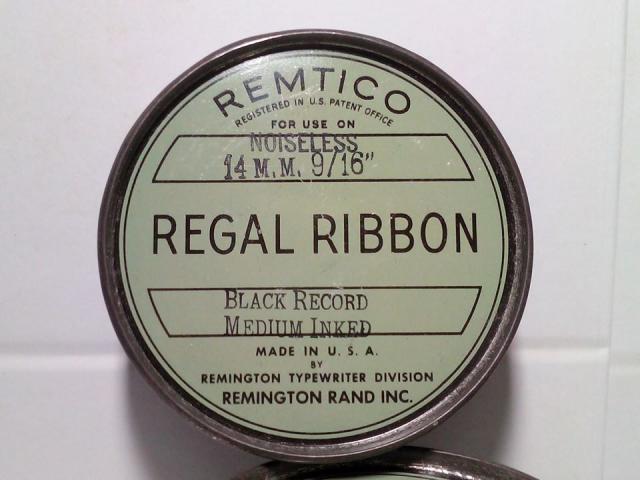 REMTICO
REGISTERED IN U.S. PATENT OFFICE
FOR USE ON
NOISELESS
14 M.M. 9/16"
REGAL RIBBON
BLACK RECORD
MEDIUM INKED
MADE IN U. S. A.
BY
REMINGTON TYPEWRITER DIVISION
REMINGTON RAND INC.